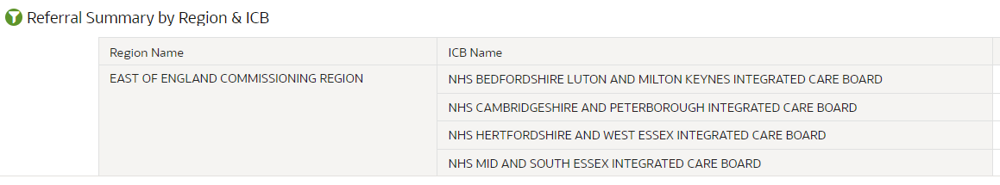 Referral Summary by Region & ICB
Region Name
ICB Name
EAST OF ENGLAND COMMISSIONING REGION
NHS BEDFORDSHIRE LUTON AND MILTON KEYNES INTEGRATED CARE BOARD
NHS CAMBRIDGESHIRE AND PETERBOROUGH INTEGRATED CARE BOARD
NHS HERTFORDSHIRE AND WEST ESSEX INTEGRATED CARE BOARD
NHS MID AND SOUTH ESSEX INTEGRATED CARE BOARD